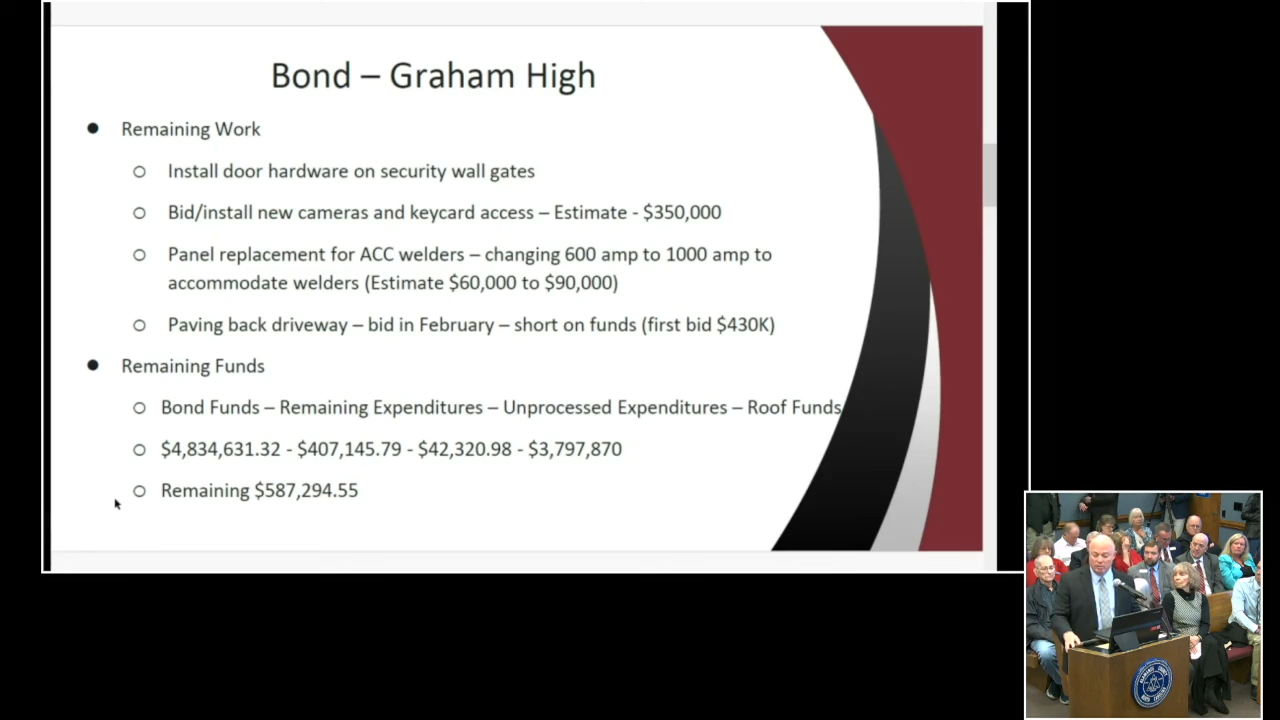 Bond – Graham High
● Remaining Work
○ Install door hardware on security wall gates
○ Bid/install new cameras and keycard access – Estimate - $350,000
○ Panel replacement for ACC welders – changing 600 amp to 1000 amp to
accommodate welders (Estimate $60,000 to $90,000)
○ Paving back driveway – bid in February – short on funds (first bid $430K)
● Remaining Funds
○ Bond Funds – Remaining Expenditures – Unprocessed Expenditures – Roof Funds
○ $4,834,631.32 - $407,145.79 - $42,320.98 - $3,797,870
○ Remaining $587,294.55